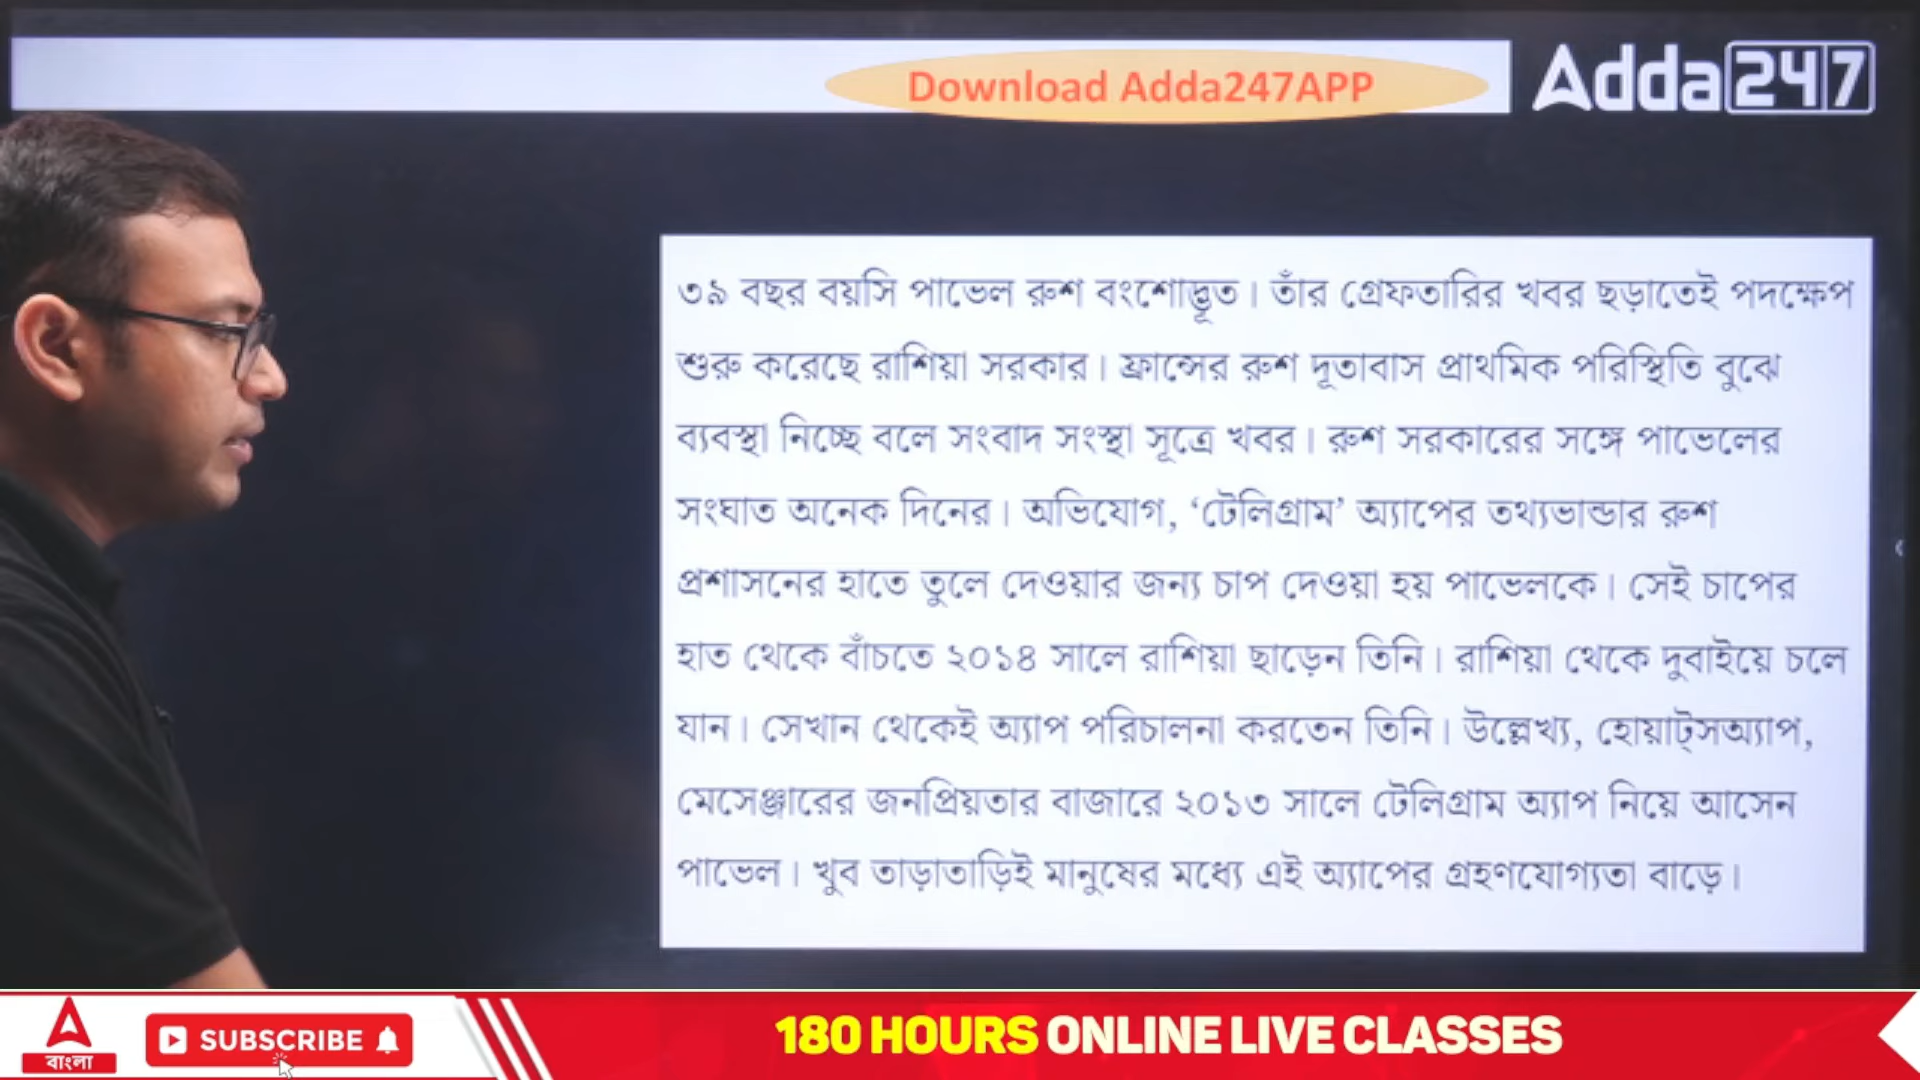 Download Adda247APP
Adda247
৩৯ বছর বয়সি পাভেল রুশ বংশোদ্ভূত। তাঁর গ্রেফতারির খবর ছড়াতেই পদক্ষেপ
শুরু করেছে রাশিয়া সরকার। ফ্রান্সের রুশ দূতাবাস প্রাথমিক পরিস্থিতি বুঝে
ব্যবস্থা নিচ্ছে বলে সংবাদ সংস্থা সূত্রে খবর। রুশ সরকারের সঙ্গে পাভেলের
সংঘাত অনেক দিনের। অভিযোগ, ‘টেলিগ্রাম’ অ্যাপের তথ্যভান্ডার রুশ
প্রশাসনের হাতে তুলে দেওয়ার জন্য চাপ দেওয়া হয় পাভেলকে। সেই চাপের
হাত থেকে বাঁচতে ২০১৪ সালে রাশিয়া ছাড়েন তিনি। রাশিয়া থেকে দুবাইয়ে চলে
যান। সেখান থেকেই অ্যাপ পরিচালনা করতেন তিনি। উল্লেখ্য, হোয়াট্সঅ্যাপ,
মেসেঞ্জারের জনপ্রিয়তার বাজারে ২০১৩ সালে টেলিগ্রাম অ্যাপ নিয়ে আসেন
পাভেল। খুব তাড়াতাড়িই মানুষের মধ্যে এই অ্যাপের গ্রহণযোগ্যতা বাড়ে।
বাংলা
SUBSCRIBE
180 HOURS ONLINE LIVE CLASSES